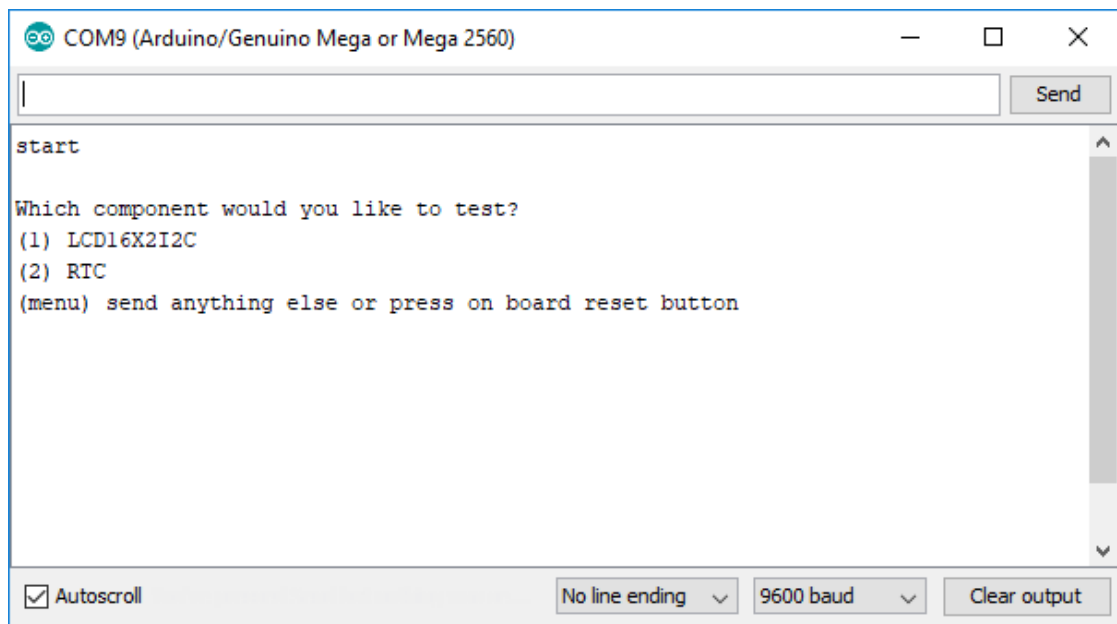 COM9 (Arduino/Genuino Mega or Mega 2560)
Send
start
Which component would you like to test?
(1) LCD16X2I2C
(2) RTC
(menu) send anything else or press on board reset button
Autoscroll
No line ending
9600 baud
Clear output